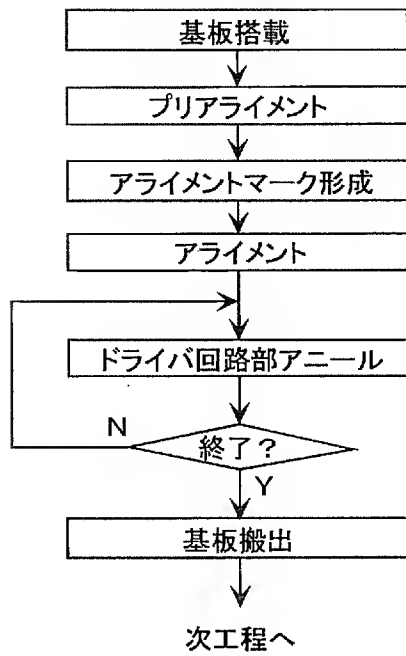 基板搭載
プリアライメント
アライメントマーク形成
アライメント
ドライバ回路部アニール
N
終了?
Y
基板搬出
次工程へ